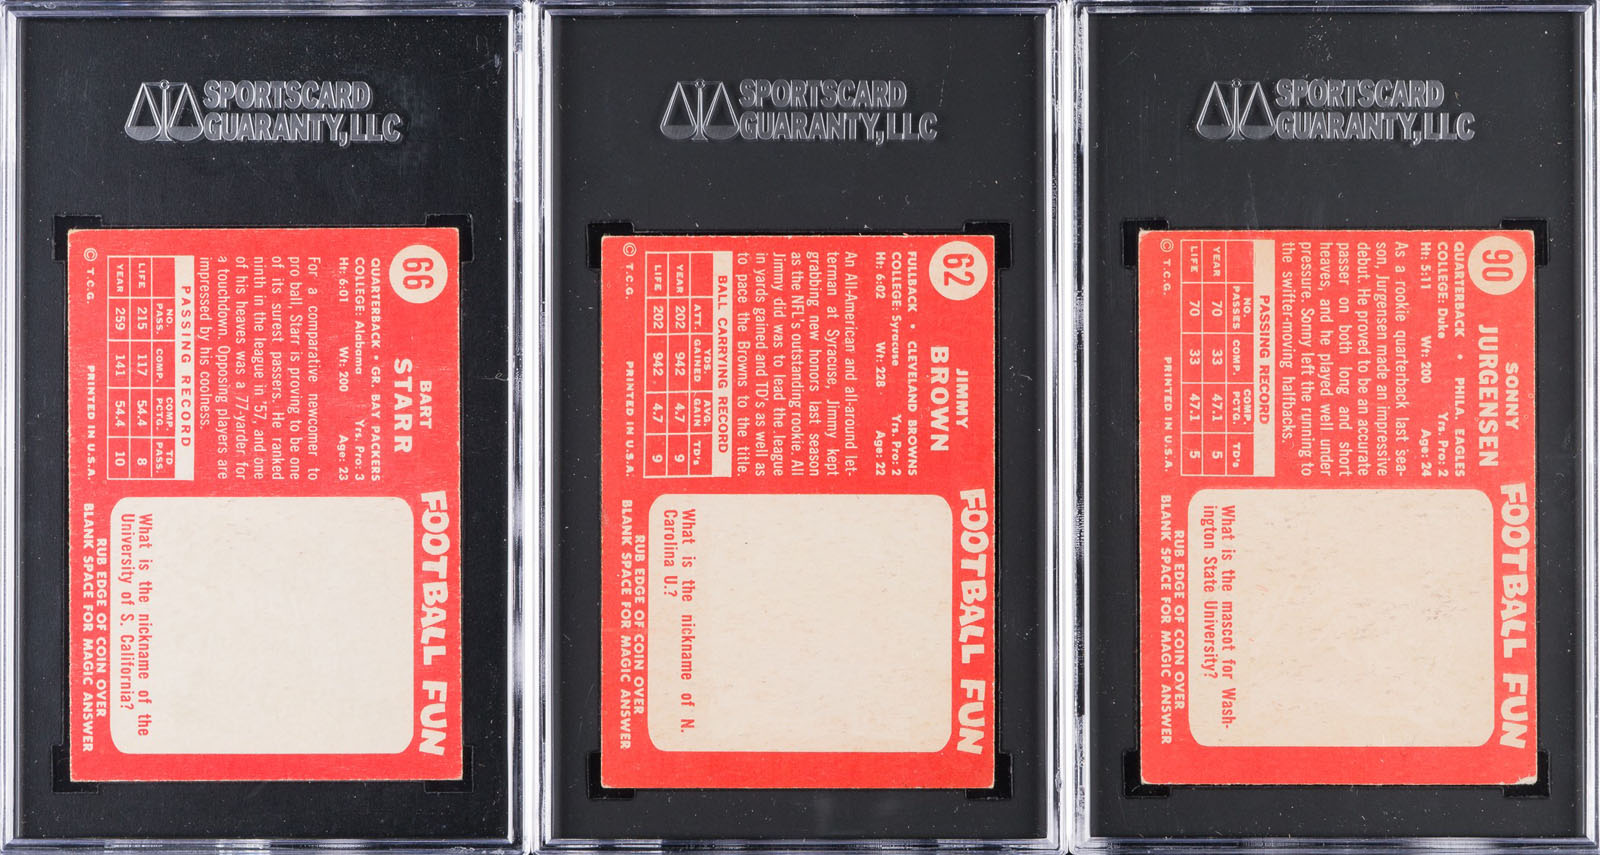 SPORTSCARD
GUARANTY, LLC
66
BART
STARR
QUARTERBACK • GR. BAY PACKERS
COLLEGE: Alabama Yrs. Pro: 3
Ht: 6:01 Wt: 200 Age: 23
For a comparative newcomer to
pro ball, Starr is proving to be one
of its surest passers. He ranked
ninth in the league in '57, and one
of his heaves was a 77-yarder for
a touchdown. Opposing players are
impressed by his coolness.
PASSING RECORD
NO. PASS. COMP. COMP. PCTG. TD PASS.
YEAR 215 117 54.4 8
LIFE 259 141 54.4 10
© T.C.G. PRINTED IN U.S.A.
FOOTBALL FUN
What is the nickname of the
University of S. California?
RUB EDGE OF COIN OVER
BLANK SPACE FOR MAGIC ANSWER
SPORTSCARD
GUARANTY, LLC
62
JIMMY
BROWN
FULLBACK • CLEVELAND BROWNS
COLLEGE: Syracuse Yrs. Pro: 2
Ht: 6:02 Wt: 228 Age: 22
An All-American and all-around let-
terman at Syracuse, Jimmy kept
grabbing new honors last season
as the NFL's outstanding rookie. All
Jimmy did was to lead the league
in yards gained and TD's as well as
to pace the Browns to the title.
BALL CARRYING RECORD
ATT. YDS. GAINED AVG. GAIN TD's
YEAR 202 942 4.7 9
LIFE 202 942 4.7 9
© T.C.G. PRINTED IN U.S.A.
FOOTBALL FUN
What is the nickname of N.
Carolina U.?
RUB EDGE OF COIN OVER
BLANK SPACE FOR MAGIC ANSWER
SPORTSCARD
GUARANTY, LLC
90
SONNY
JURGENSEN
QUARTERBACK • PHILA. EAGLES
COLLEGE: Duke Yrs. Pro: 2
Ht: 5:11 Wt: 200 Age: 24
As a rookie quarterback last sea-
son, Jurgensen made an impressive
debut. He proved to be an accurate
passer on both long and short
heaves, and he played well under
pressure. Sonny left the running to
the swifter-moving halfbacks.
PASSING RECORD
NO. PASSES COMP. COMP. PCTG. TD's
YEAR 70 33 47.1 5
LIFE 70 33 47.1 5
© T.C.G. PRINTED IN U.S.A.
FOOTBALL FUN
What is the mascot for Wash-
ington State University?
RUB EDGE OF COIN OVER
BLANK SPACE FOR MAGIC ANSWER